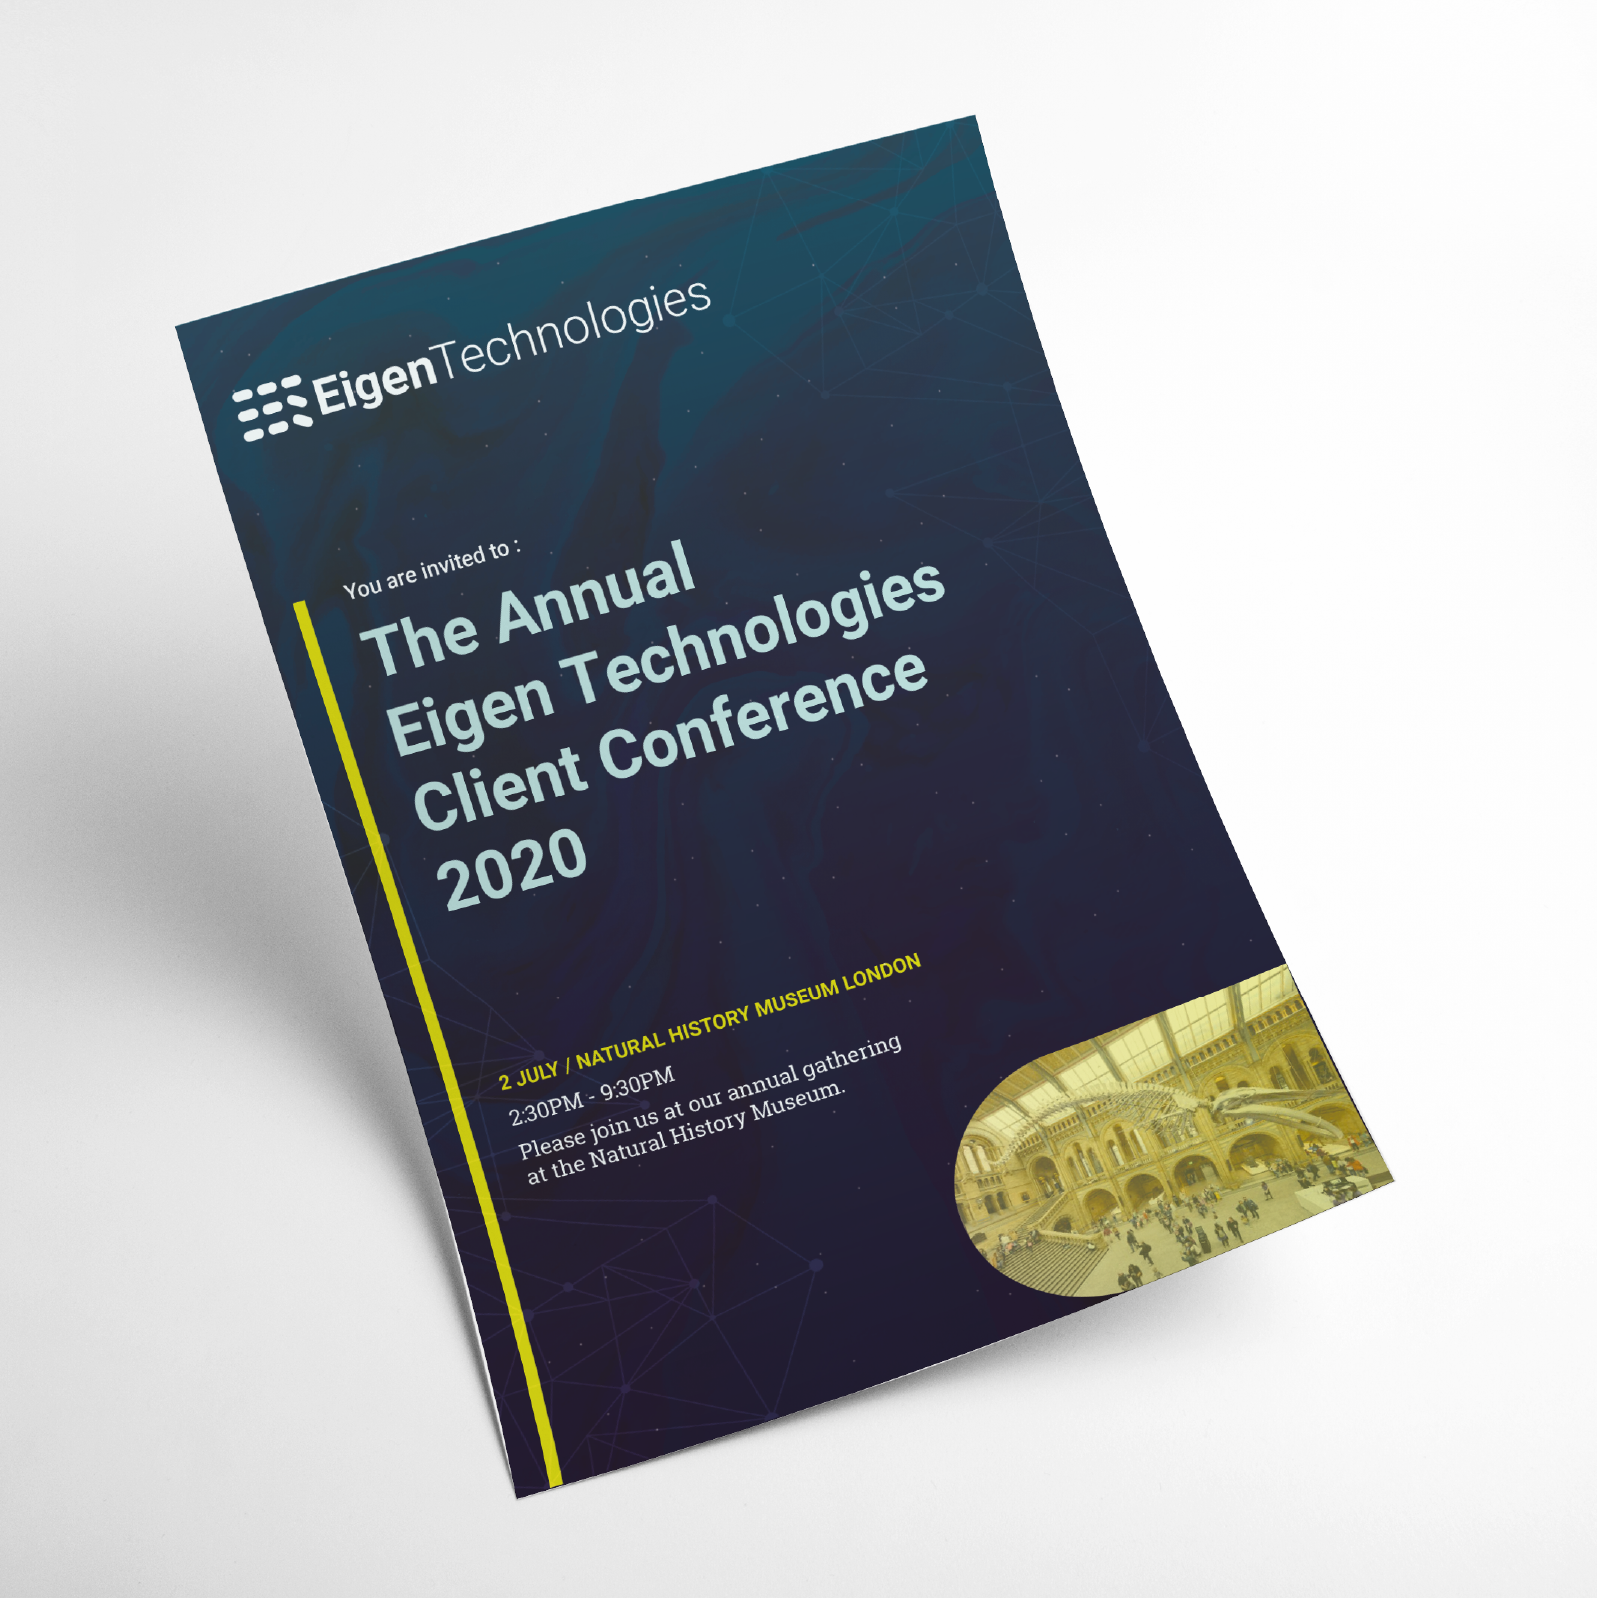 EigenTechnologies
You are invited to :
The Annual
Eigen Technologies
Client Conference
2020
2 JULY / NATURAL HISTORY MUSEUM LONDON
2:30PM - 9:30PM
Please join us at our annual gathering
at the Natural History Museum.